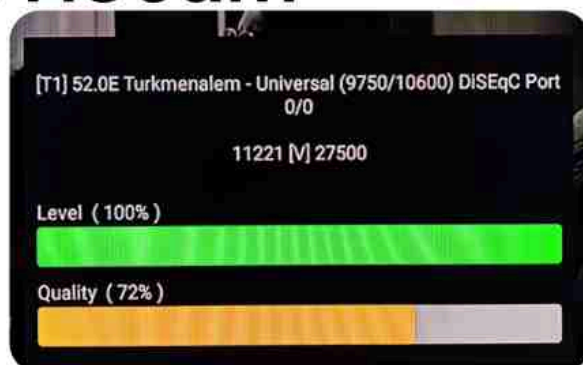 [T1] 52.0E Turkmenalem - Universal (9750/10600) DiSEqC Port
0/0
11221 [V] 27500
Level ( 100% )
Quality ( 72% )